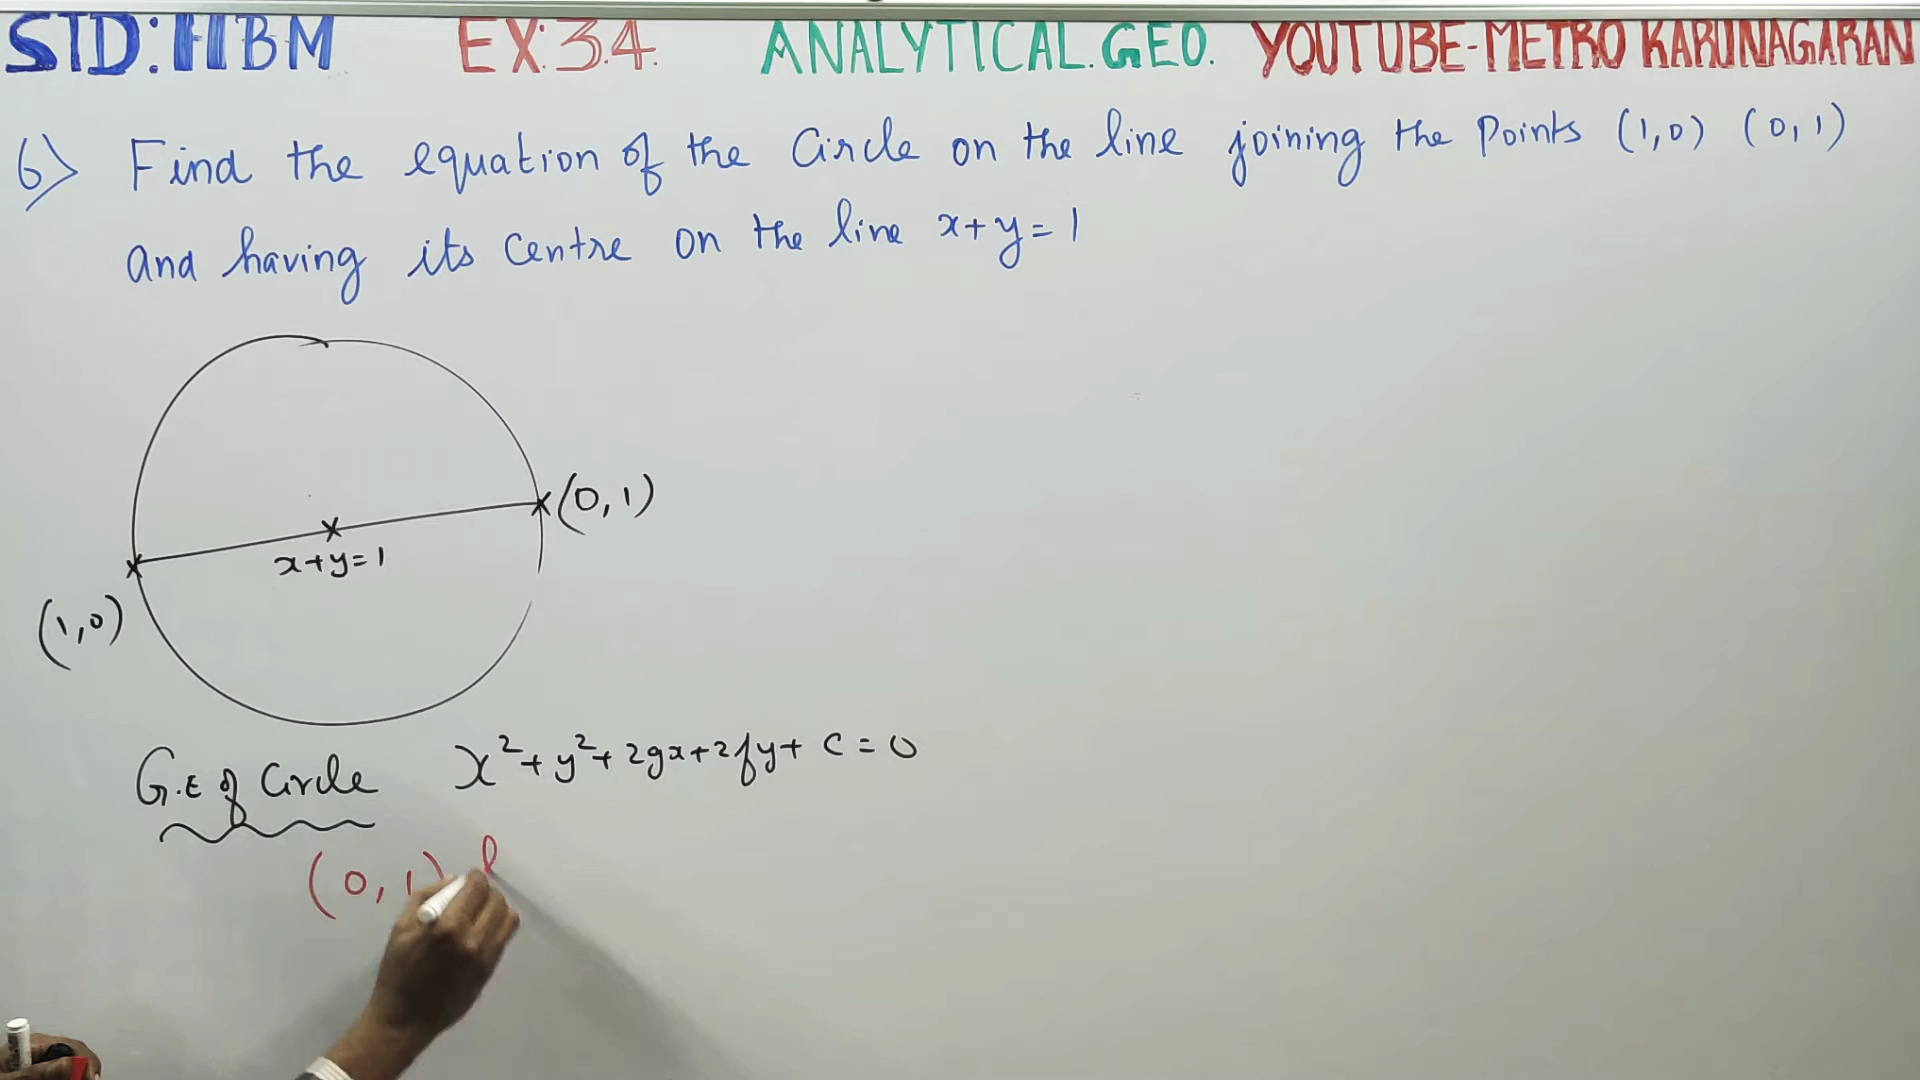 STD: 11 BM EX: 3.4. ANALYTICAL. GEO. YOUTUBE-METRO KARUNAGARAN
6) Find the equation of the Circle on the line joining the Points (1,0) (0,1)
and having its Centre on the line x+y=1
(0,1)
x+y=1
(1,0)
G.E of Circle x²+y²+2gx+2fy+c=0
(0,1)